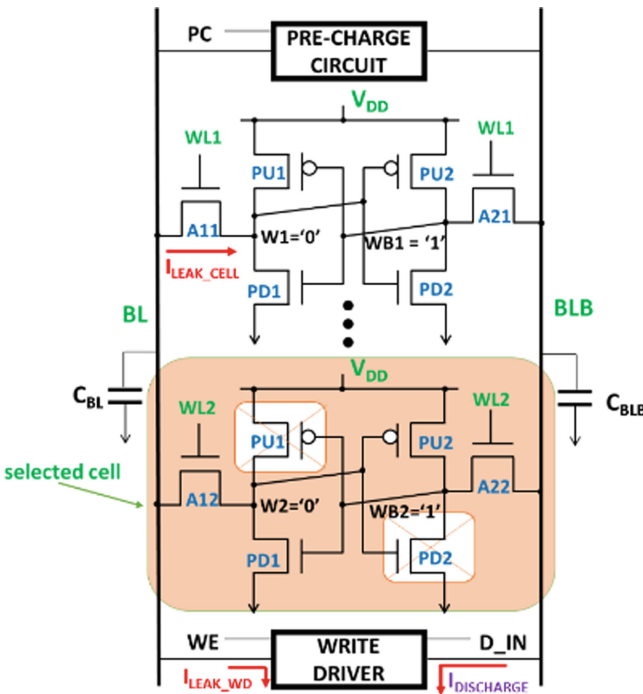 PC
PRE-CHARGE
CIRCUIT
VDD
WL1
WL1
PU1
PU2
A11
A21
W1=‘0’
WB1 = ‘1’
ILEAK_CELL
PD1
PD2
BL
BLB
VDD
CBL
CBLB
WL2
WL2
PU1
PU2
selected cell
A12
A22
W2=‘0’
WB2=‘1’
PD1
PD2
WE
WRITE
DRIVER
D_IN
ILEAK_WD
IDISCHARGE